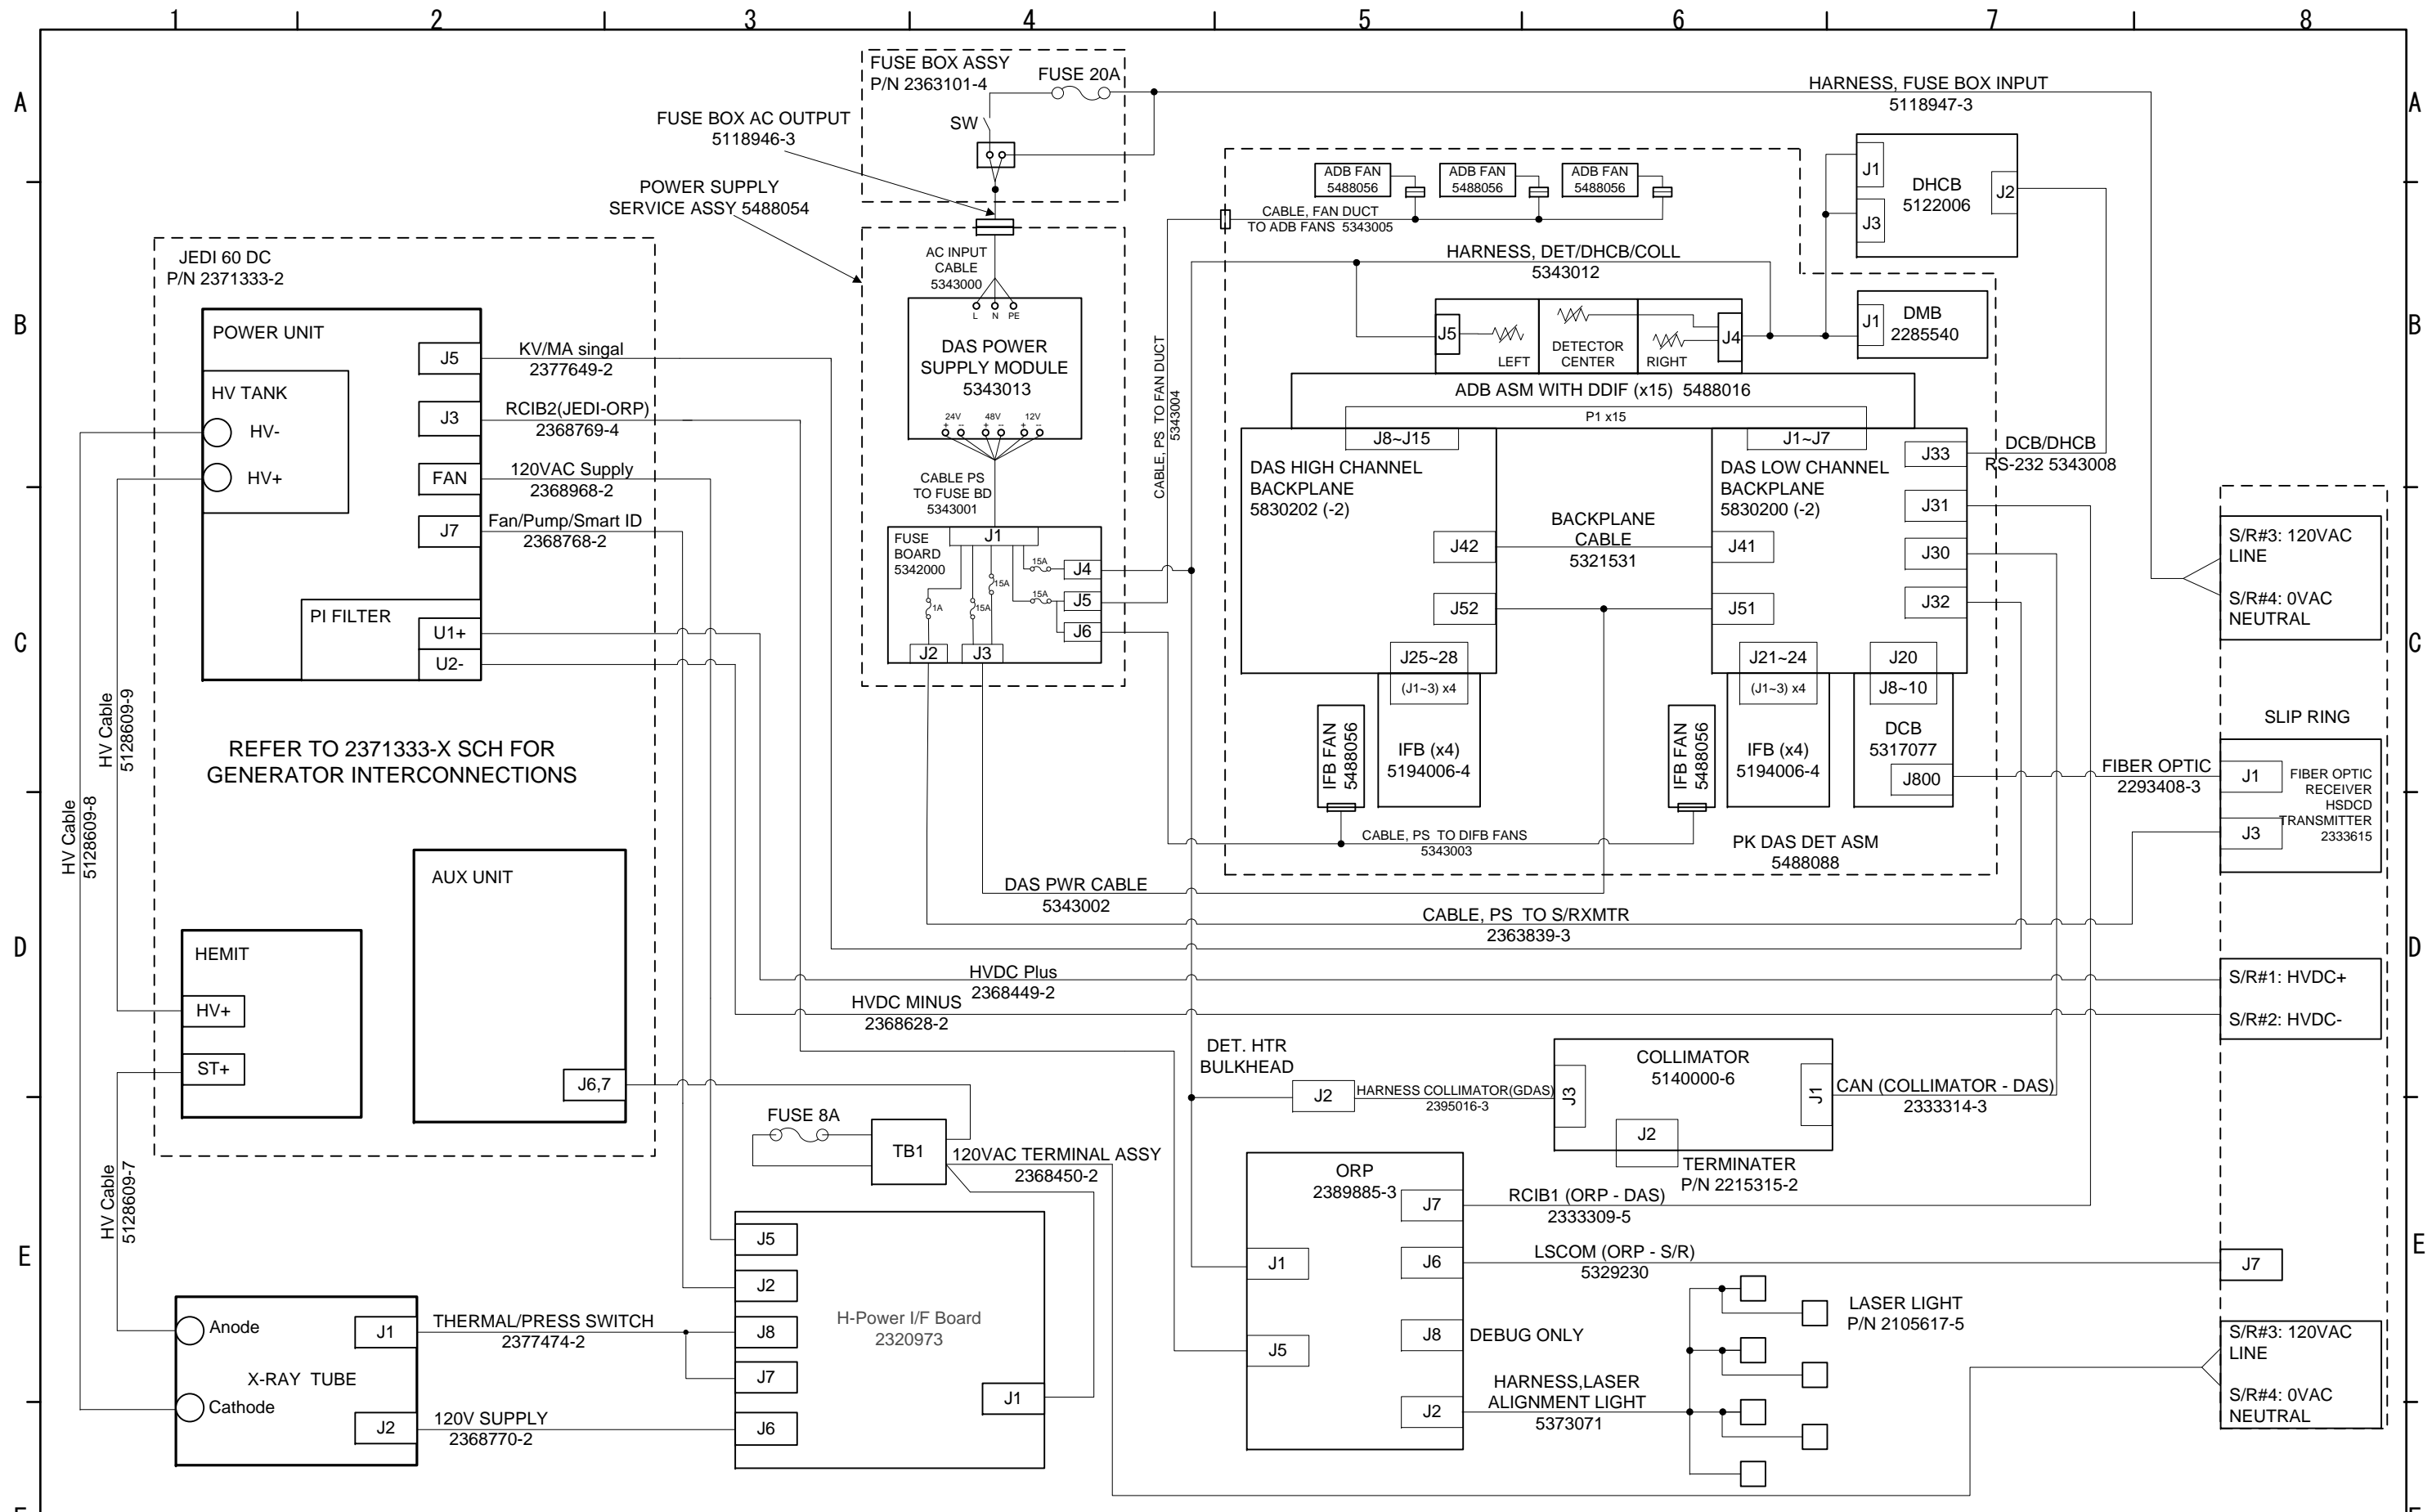 1 2 3 4 5 6 7 8
A
A
B
B
C
C
D
D
E
E
FUSE BOX ASSY
P/N 2363101-4
FUSE 20A
SW
HARNESS, FUSE BOX INPUT
5118947-3
FUSE BOX AC OUTPUT
5118946-3
POWER SUPPLY
SERVICE ASSY 5488054
JEDI 60 DC
P/N 2371333-2
POWER UNIT
HV TANK
HV-
HV+
J5
J3
FAN
J7
PI FILTER
U1+
U2-
KV/MA singal
2377649-2
RCIB2(JEDI-ORP)
2368769-4
120VAC Supply
2368968-2
Fan/Pump/Smart ID
2368768-2
HV Cable
5128609-9
HV Cable
5128609-8
REFER TO 2371333-X SCH FOR
GENERATOR INTERCONNECTIONS
AUX UNIT
J6,7
HEMIT
HV+
ST+
HV Cable
5128609-7
AC INPUT
CABLE
5343000
L N PE
DAS POWER
SUPPLY MODULE
5343013
24V 48V 12V
+ - + - + -
CABLE PS
TO FUSE BD
5343001
FUSE
BOARD
5342000
J1
15A
15A
1A
15A
15A
J4
J5
J6
J2
J3
CABLE, PS TO FAN DUCT
5343004
ADB FAN
5488056
ADB FAN
5488056
ADB FAN
5488056
CABLE, FAN DUCT
TO ADB FANS 5343005
HARNESS, DET/DHCB/COLL
5343012
J1
J3
J2
DHCB
5122006
J1
DMB
2285540
J5
LEFT
DETECTOR
CENTER
RIGHT
J4
ADB ASM WITH DDIF (x15) 5488016
P1 x15
J8~J15
J1~J7
DAS HIGH CHANNEL
BACKPLANE
5830202 (-2)
DAS LOW CHANNEL
BACKPLANE
5830200 (-2)
J33
J31
J30
J32
DCB/DHCB
RS-232 5343008
J42
J41
BACKPLANE
CABLE
5321531
J52
J51
J25~28
(J1~3) x4
J21~24
(J1~3) x4
J20
J8~10
IFB FAN
5488056
IFB (x4)
5194006-4
IFB FAN
5488056
IFB (x4)
5194006-4
DCB
5317077
J800
CABLE, PS TO DIFB FANS
5343003
PK DAS DET ASM
5488088
DAS PWR CABLE
5343002
CABLE, PS TO S/RXMTR
2363839-3
HVDC Plus
2368449-2
HVDC MINUS
2368628-2
S/R#3: 120VAC
LINE
S/R#4: 0VAC
NEUTRAL
SLIP RING
FIBER OPTIC
2293408-3
J1
J3
FIBER OPTIC
RECEIVER
HSDCD
TRANSMITTER
2333615
S/R#1: HVDC+
S/R#2: HVDC-
DET. HTR
BULKHEAD
J2
HARNESS COLLIMATOR(GDAS)
2395016-3
COLLIMATOR
5140000-6
J3
J1
J2
CAN (COLLIMATOR - DAS)
2333314-3
TERMINATER
P/N 2215315-2
FUSE 8A
TB1
120VAC TERMINAL ASSY
2368450-2
ORP
2389885-3
J7
J1
J6
J5
J8
J2
RCIB1 (ORP - DAS)
2333309-5
LSCOM (ORP - S/R)
5329230
J7
DEBUG ONLY
LASER LIGHT
P/N 2105617-5
HARNESS,LASER
ALIGNMENT LIGHT
5373071
S/R#3: 120VAC
LINE
S/R#4: 0VAC
NEUTRAL
J5
J2
J8
J7
J6
J1
H-Power I/F Board
2320973
Anode
X-RAY TUBE
Cathode
J1
J2
THERMAL/PRESS SWITCH
2377474-2
120V SUPPLY
2368770-2